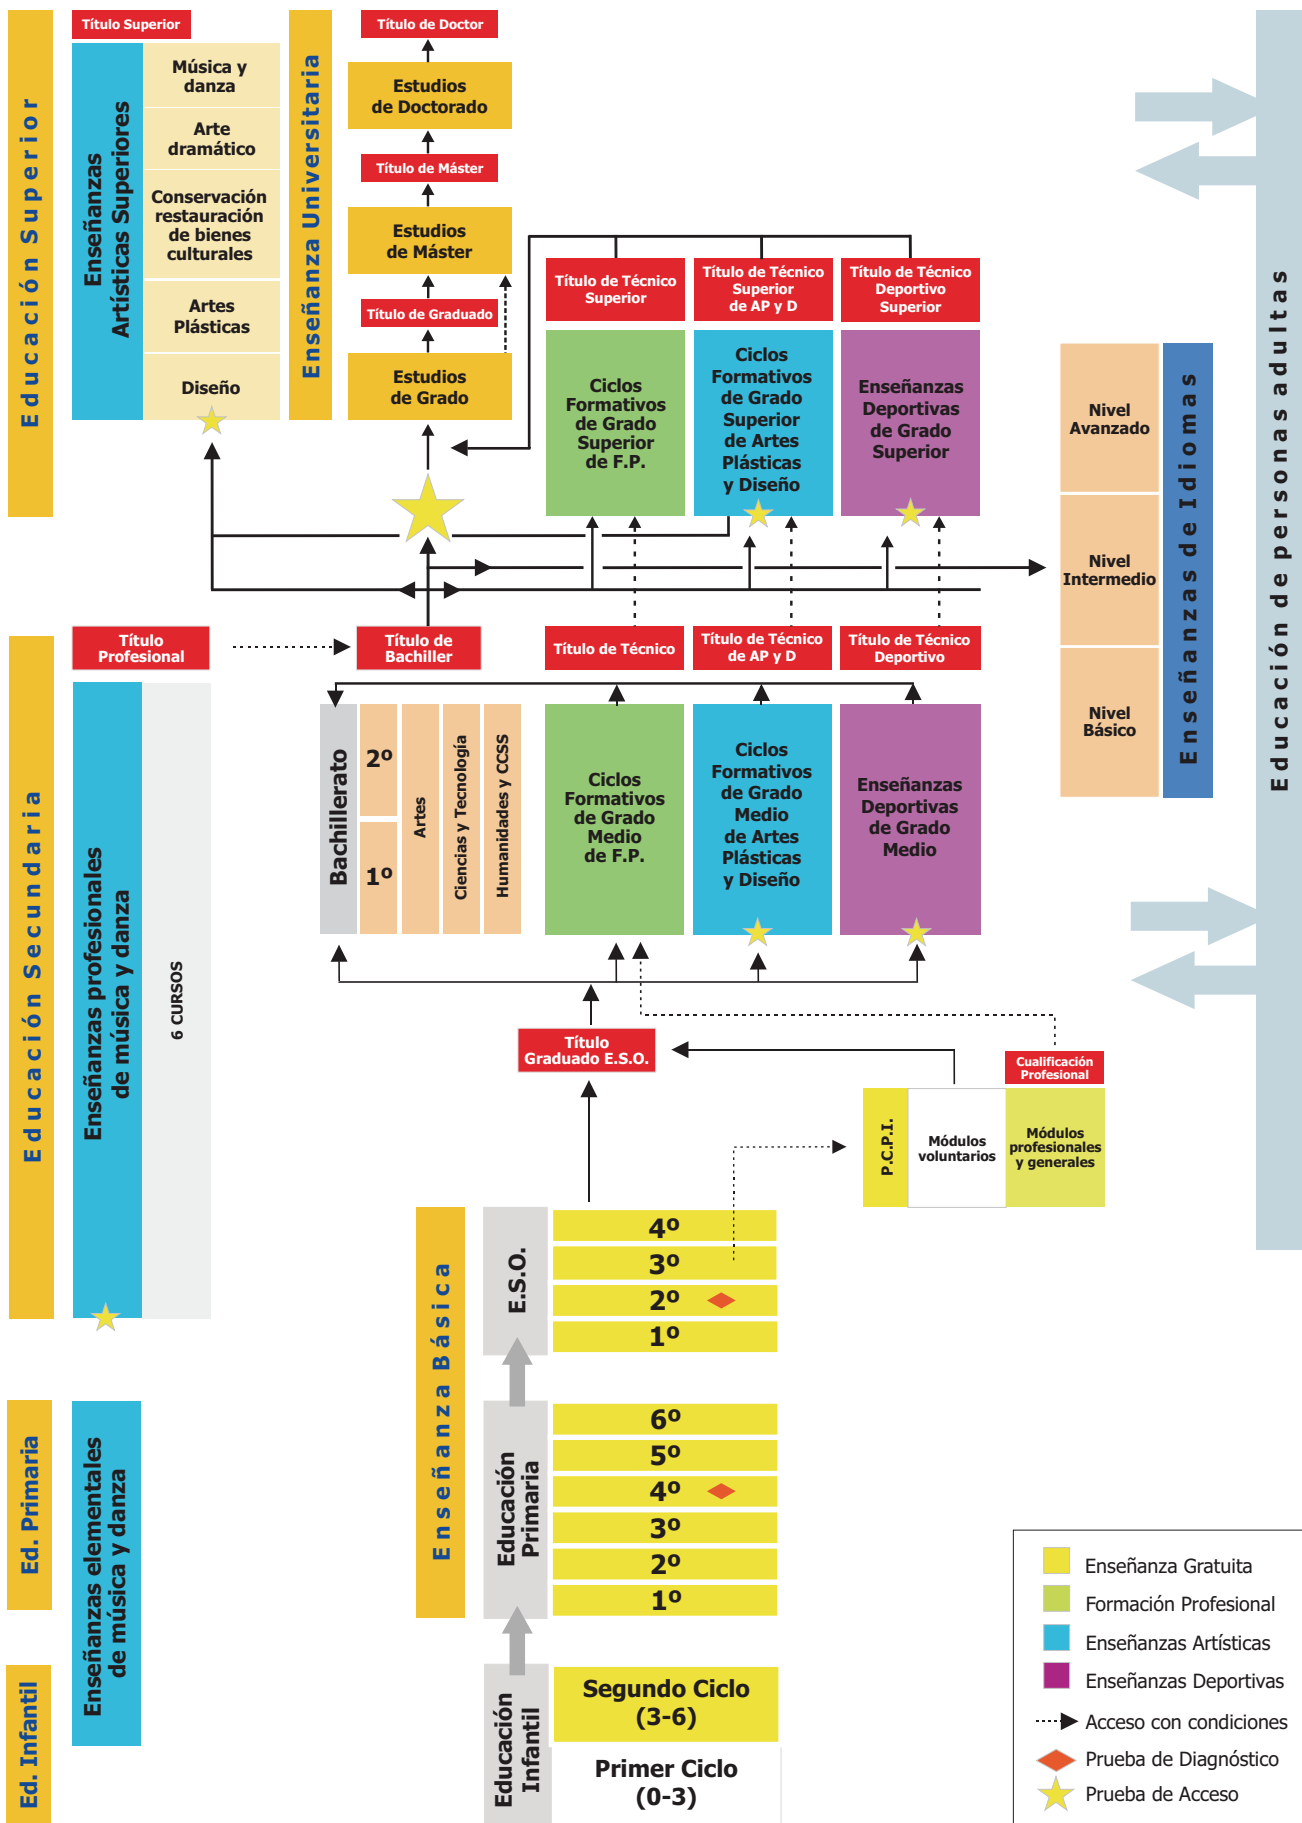 Educación Superior
Título Superior
Enseñanzas
Artísticas Superiores
Música y
danza
Arte
dramático
Conservación
restauración
de bienes
culturales
Artes
Plásticas
Diseño
Enseñanza Universitaria
Título de Doctor
Estudios
de Doctorado
Título de Máster
Estudios
de Máster
Título de Graduado
Estudios
de Grado
Título de Técnico
Superior
Ciclos
Formativos
de Grado
Superior
de F.P.
Título de Técnico
Superior
de AP y D
Ciclos
Formativos
de Grado
Superior
de Artes
Plásticas
y Diseño
Título de Técnico
Deportivo
Superior
Enseñanzas
Deportivas
de Grado
Superior
Nivel
Avanzado
Nivel
Intermedio
Nivel
Básico
Enseñanzas de Idiomas
Educación de personas adultas
Educación Secundaria
Título
Profesional
Enseñanzas profesionales
de música y danza
6 CURSOS
Título de
Bachiller
Bachillerato
2º
1º
Artes
Ciencias y Tecnología
Humanidades y CCSS
Título de Técnico
Ciclos
Formativos
de Grado
Medio
de F.P.
Título de Técnico
de AP y D
Ciclos
Formativos
de Grado
Medio
de Artes
Plásticas
y Diseño
Título de Técnico
Deportivo
Enseñanzas
Deportivas
de Grado
Medio
Título
Graduado E.S.O.
Cualificación
Profesional
P.C.P.I.
Módulos
voluntarios
Módulos
profesionales
y generales
Enseñanza Básica
E.S.O.
4º
3º
2º
1º
Ed. Primaria
Enseñanzas elementales
de música y danza
Educación
Primaria
6º
5º
4º
3º
2º
1º
Ed. Infantil
Educación
Infantil
Segundo Ciclo
(3-6)
Primer Ciclo
(0-3)
Enseñanza Gratuita
Formación Profesional
Enseñanzas Artísticas
Enseñanzas Deportivas
Acceso con condiciones
Prueba de Diagnóstico
Prueba de Acceso